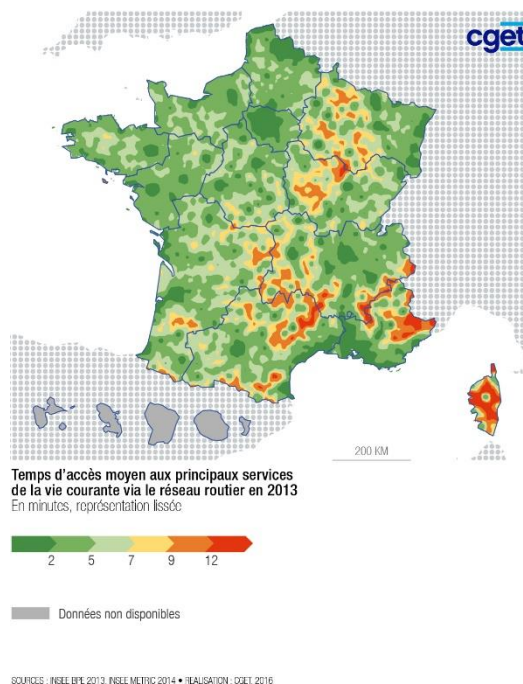 cget
200 KM
Temps d'accès moyen aux principaux services
de la vie courante via le réseau routier en 2013
En minutes, représentation lissée
2 5 7 9 12
Données non disponibles
SOURCES : INSEE BPE 2013, INSEE METRIC 2014 • REALISATION : CGET, 2016